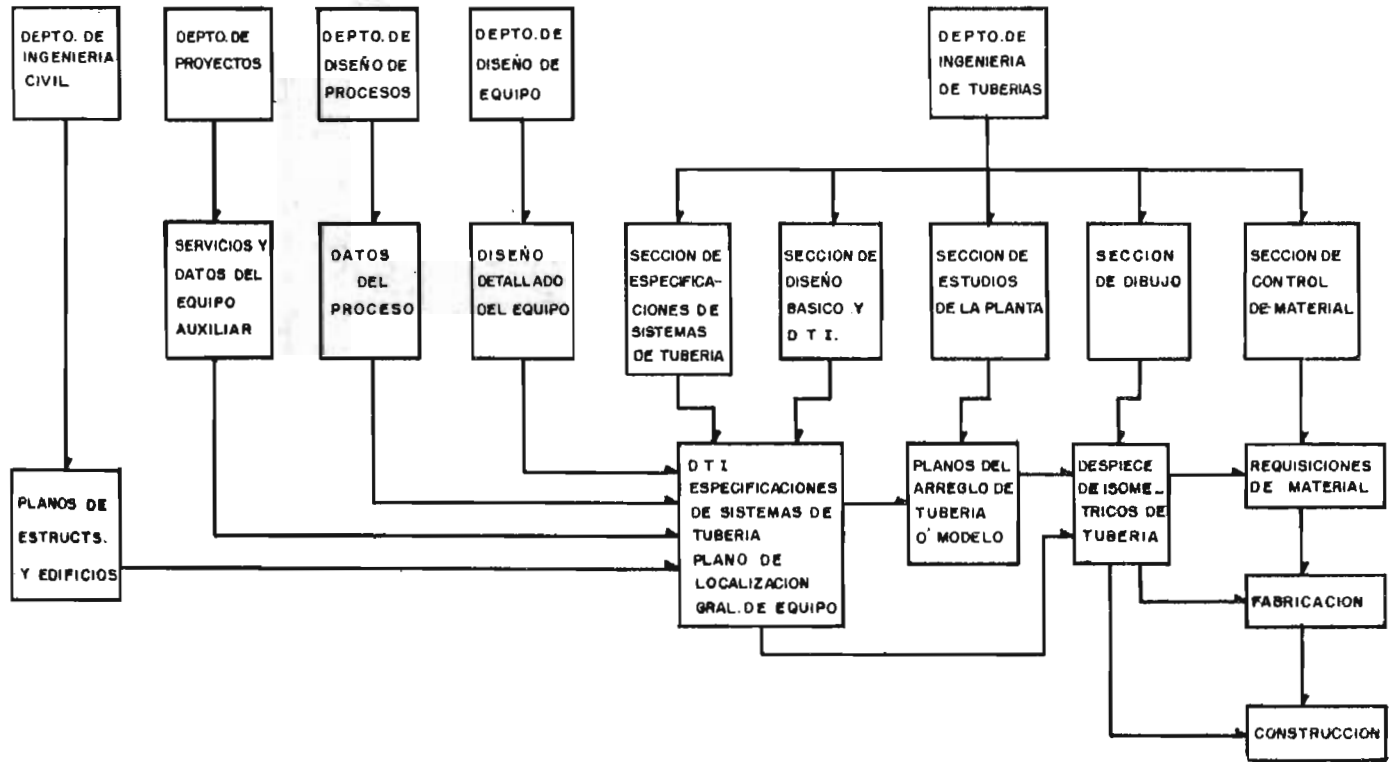 DEPTO. DE
INGENIERIA
CIVIL
DEPTO. DE
PROYECTOS
DEPTO. DE
DISEÑO DE
PROCESOS
DEPTO. DE
DISEÑO DE
EQUIPO
DEPTO. DE
INGENIERIA
DE TUBERIAS
SERVICIOS Y
DATOS DEL
EQUIPO
AUXILIAR
DATOS
DEL
PROCESO
DISEÑO
DETALLADO
DEL EQUIPO
SECCION DE
ESPECIFICA-
CIONES DE
SISTEMAS
DE TUBERIA
SECCION DE
DISEÑO
BASICO Y
D T I.
SECCION DE
ESTUDIOS
DE LA PLANTA
SECCION
DE DIBUJO
SECCION DE
CONTROL
DE MATERIAL
PLANOS DE
ESTRUCTS.
Y EDIFICIOS
D T I
ESPECIFICACIONES
DE SISTEMAS DE
TUBERIA
PLANO DE
LOCALIZACION
GRAL. DE EQUIPO
PLANOS DEL
ARREGLO DE
TUBERIA
O' MODELO
DESPIECE
DE ISOME-
TRICOS DE
TUBERIA
REQUISICIONES
DE MATERIAL
FABRICACION
CONSTRUCCION